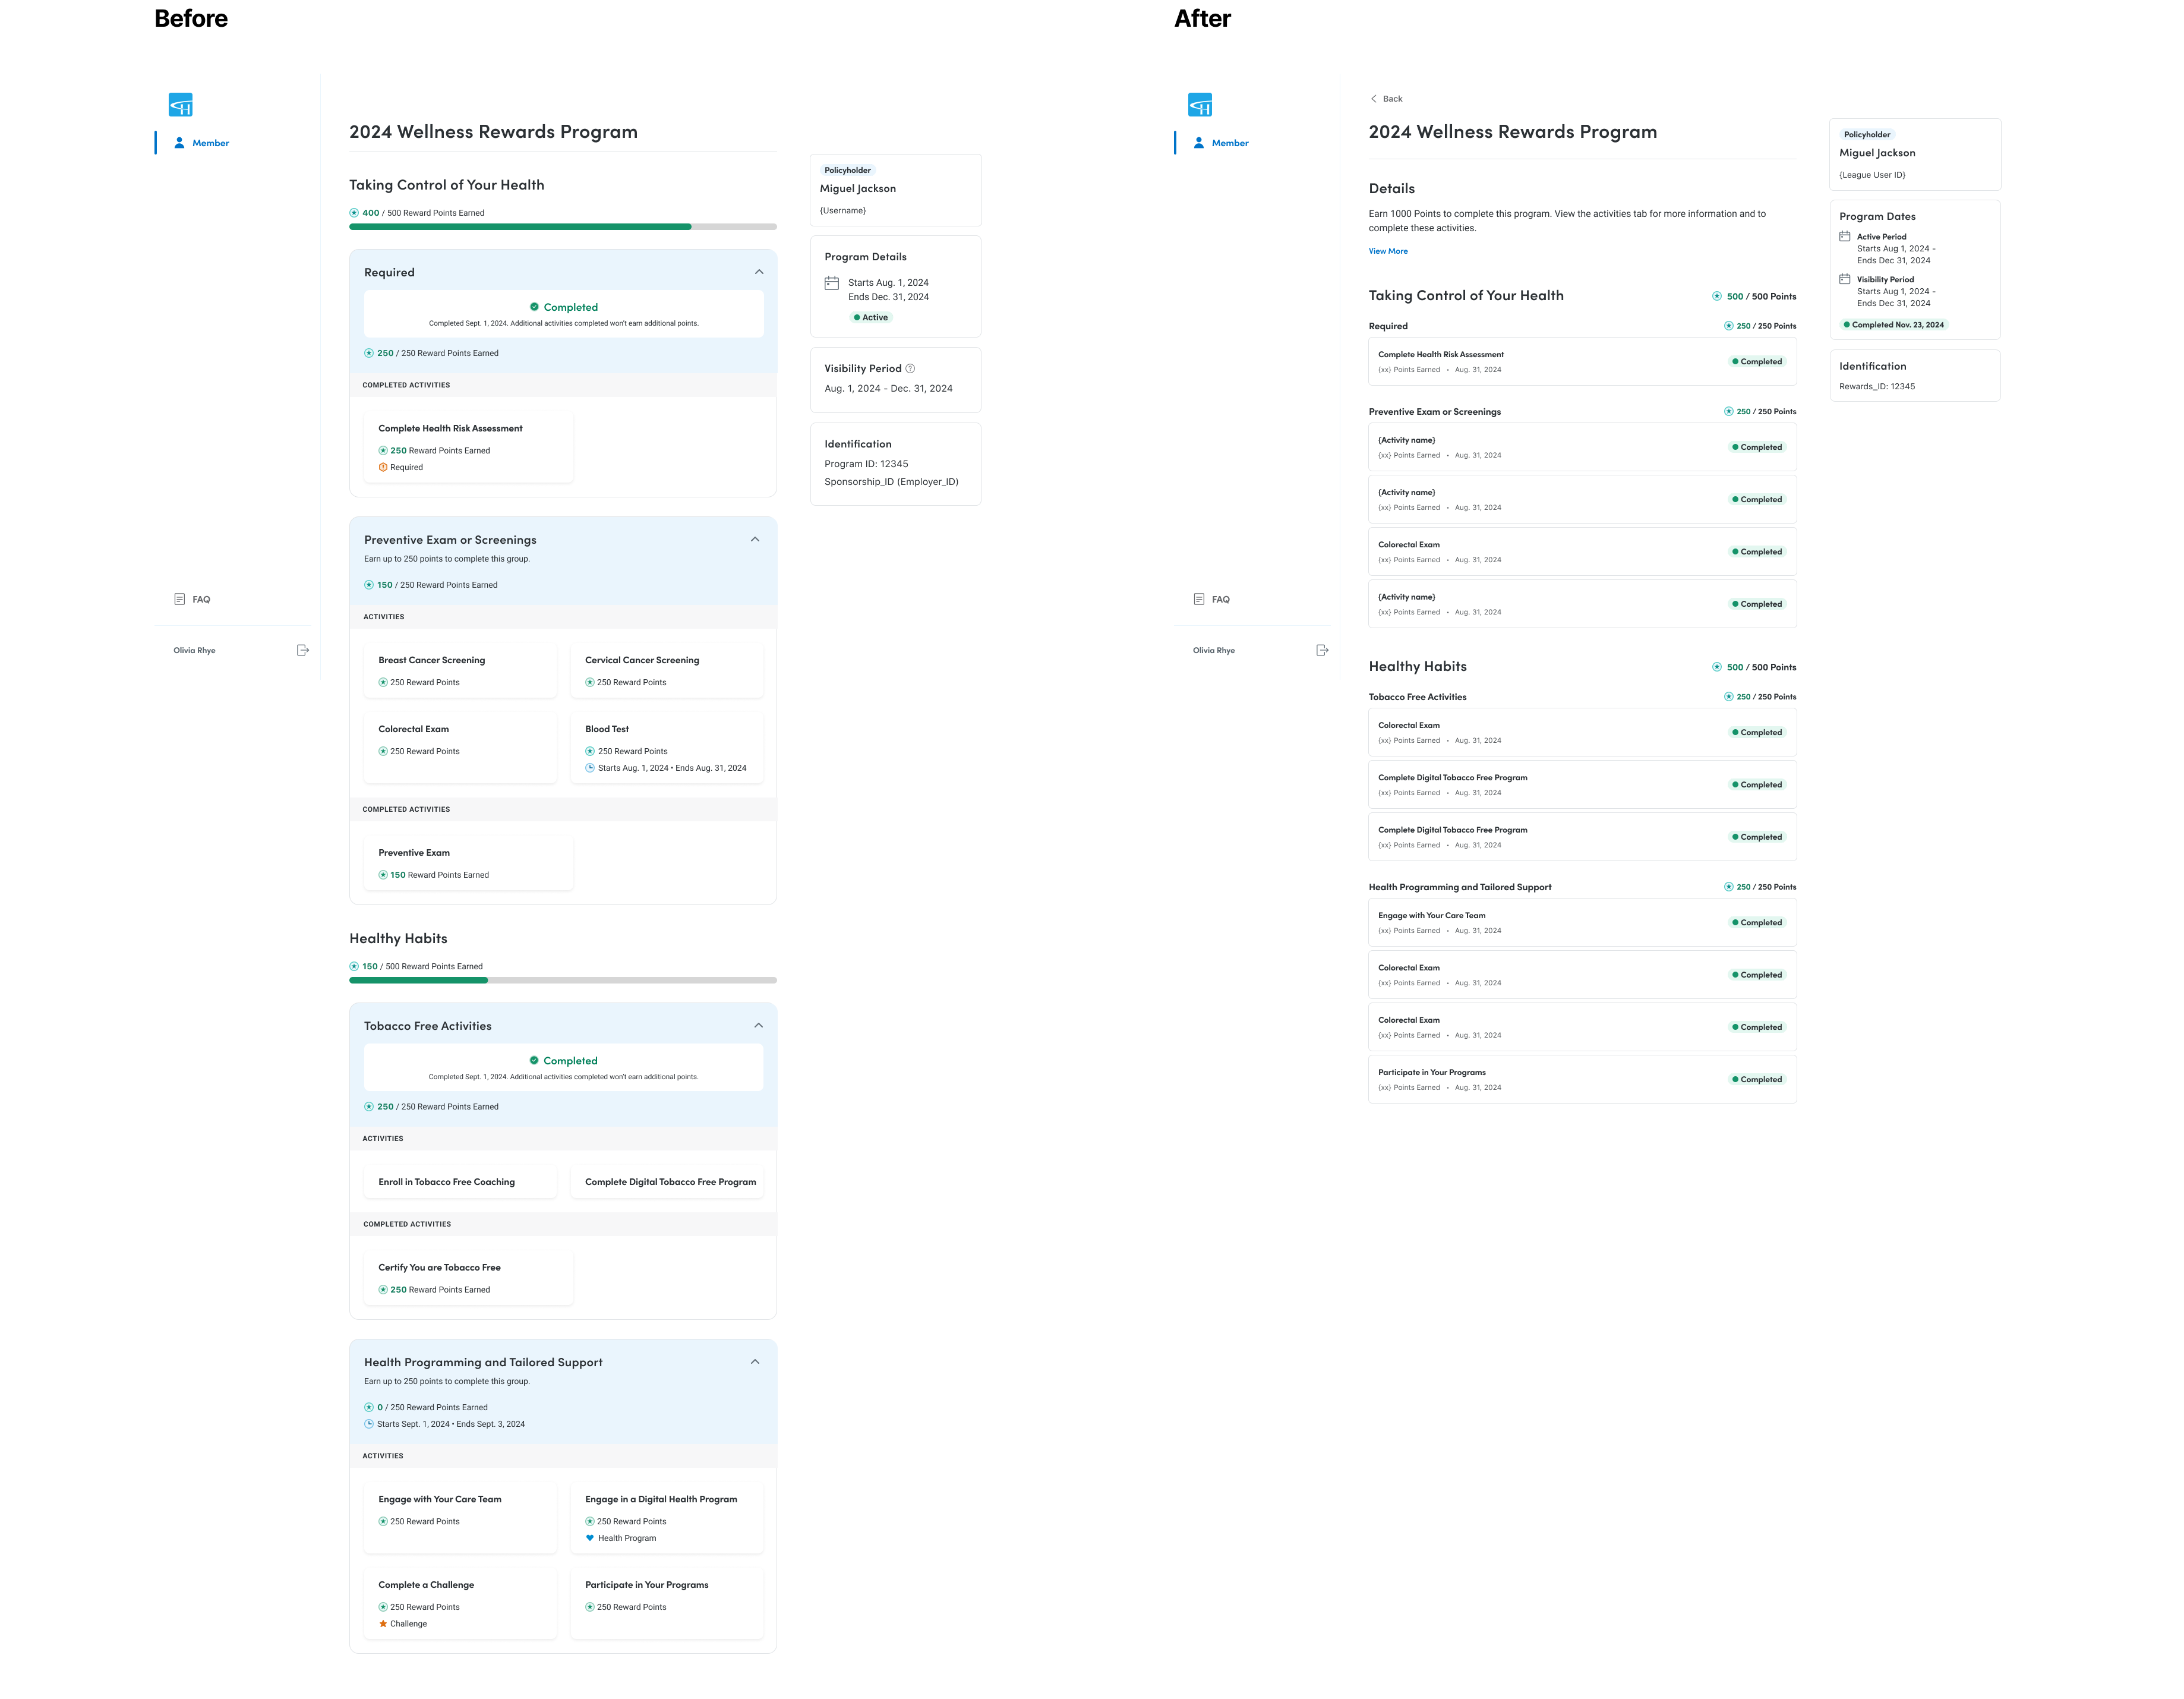 Before
Member
FAQ
Olivia Rhye
2024 Wellness Rewards Program
Taking Control of Your Health
400 / 500 Reward Points Earned
Required
Completed
Completed Sept. 1, 2024. Additional activities completed won't earn additional points.
250 / 250 Reward Points Earned
COMPLETED ACTIVITIES
Complete Health Risk Assessment
250 Reward Points Earned
Required
Preventive Exam or Screenings
Earn up to 250 points to complete this group.
150 / 250 Reward Points Earned
ACTIVITIES
Breast Cancer Screening
250 Reward Points
Cervical Cancer Screening
250 Reward Points
Colorectal Exam
250 Reward Points
Blood Test
250 Reward Points
Starts Aug. 1, 2024 • Ends Aug. 31, 2024
COMPLETED ACTIVITIES
Preventive Exam
150 Reward Points Earned
Healthy Habits
150 / 500 Reward Points Earned
Tobacco Free Activities
Completed
Completed Sept. 1, 2024. Additional activities completed won't earn additional points.
250 / 250 Reward Points Earned
ACTIVITIES
Enroll in Tobacco Free Coaching
Complete Digital Tobacco Free Program
COMPLETED ACTIVITIES
Certify You are Tobacco Free
250 Reward Points Earned
Health Programming and Tailored Support
Earn up to 250 points to complete this group.
0 / 250 Reward Points Earned
Starts Sept. 1, 2024 • Ends Sept. 3, 2024
ACTIVITIES
Engage with Your Care Team
250 Reward Points
Engage in a Digital Health Program
250 Reward Points
Health Program
Complete a Challenge
250 Reward Points
Challenge
Participate in Your Programs
250 Reward Points
Policyholder
Miguel Jackson
{Username}
Program Details
Starts Aug. 1, 2024
Ends Dec. 31, 2024
Active
Visibility Period
Aug. 1, 2024 - Dec. 31, 2024
Identification
Program ID: 12345
Sponsorship_ID (Employer_ID)
After
Member
FAQ
Olivia Rhye
Back
2024 Wellness Rewards Program
Details
Earn 1000 Points to complete this program. View the activities tab for more information and to
complete these activities.
View More
Taking Control of Your Health
500 / 500 Points
Required
250 / 250 Points
Complete Health Risk Assessment
{xx} Points Earned • Aug. 31, 2024
Completed
Preventive Exam or Screenings
250 / 250 Points
{Activity name}
{xx} Points Earned • Aug. 31, 2024
Completed
{Activity name}
{xx} Points Earned • Aug. 31, 2024
Completed
Colorectal Exam
{xx} Points Earned • Aug. 31, 2024
Completed
{Activity name}
{xx} Points Earned • Aug. 31, 2024
Completed
Healthy Habits
500 / 500 Points
Tobacco Free Activities
250 / 250 Points
Colorectal Exam
{xx} Points Earned • Aug. 31, 2024
Completed
Complete Digital Tobacco Free Program
{xx} Points Earned • Aug. 31, 2024
Completed
Complete Digital Tobacco Free Program
{xx} Points Earned • Aug. 31, 2024
Completed
Health Programming and Tailored Support
250 / 250 Points
Engage with Your Care Team
{xx} Points Earned • Aug. 31, 2024
Completed
Colorectal Exam
{xx} Points Earned • Aug. 31, 2024
Completed
Colorectal Exam
{xx} Points Earned • Aug. 31, 2024
Completed
Participate in Your Programs
{xx} Points Earned • Aug. 31, 2024
Completed
Policyholder
Miguel Jackson
{League User ID}
Program Dates
Active Period
Starts Aug 1, 2024 -
Ends Dec 31, 2024
Visibility Period
Starts Aug 1, 2024 -
Ends Dec 31, 2024
Completed Nov. 23, 2024
Identification
Rewards_ID: 12345